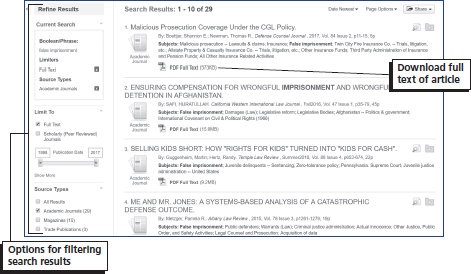 Refine Results
Current Search
Boolean/Phrase:
false imprisonment
Limiters
Full Text
Source Types
Academic Journals
Limit To
Full Text
Scholarly (Peer Reviewed)
Journals
1986 Publication Date 2017
Show More
Source Types
All Results
Academic Journals (29)
Magazines (15)
Trade Publications (3)
Options for filtering
search results
Search Results: 1 - 10 of 29
Date Newest Page Options Share
1. Malicious Prosecution Coverage Under the CGL Policy.
By: Boetjer, Shannon E., Newman, Thomas R., Defense Counsel Journal, 2017, Vol. 84 Issue 2, p11-15, 5p
Academic
Journal
Subjects: Malicious prosecution -- Lawsuits & claims; Insurance; False imprisonment; Twin City Fire Insurance Co. -- Trials, litigation,
etc.; Allstate Property & Casualty Insurance Co. -- Trials, litigation, etc.; Other Insurance Funds; Third Party Administration of Insurance
and Pension Funds; All Other Insurance Related Activities
PDF Full Text (973KB)
Download full
text of article
2. ENSURING COMPENSATION FOR WRONGFUL IMPRISONMENT AND WRONGFUL
DETENTION IN AFGHANISTAN.
By: SAFI, HURATULLAH. California Western International Law Journal, Fall2016, Vol. 47 Issue 1, p35-79, 45p
Academic
Journal
Subjects: False imprisonment; Damages (Law); Legislative reform; Legislative bodies; Afghanistan -- Politics & government;
International Covenant on Civil & Political Rights (1966)
PDF Full Text (15.9MB)
3. SELLING KIDS SHORT: HOW "RIGHTS FOR KIDS" TURNED INTO "KIDS FOR CASH".
By: Guggenheim, Martin; Hertz, Randy. Temple Law Review, Summer2016, Vol. 88 Issue 4, p653-674, 22p
Academic
Journal
Subjects: False imprisonment; Juvenile delinquents -- Sentencing; Zero-tolerance policy; Pennsylvania. Supreme Court; Juvenile justice
administration -- United States
PDF Full Text (9.2MB)
4. ME AND MR. JONES: A SYSTEMS-BASED ANALYSIS OF A CATASTROPHIC
DEFENSE OUTCOME.
By: Metzger, Pamela R., Albany Law Review, 2015, Vol. 78 Issue 3, p1261-1279, 19p
Academic
Journal
Subjects: False imprisonment; Public defenders; Warrants (Law); Criminal justice administration; Actual innocence; Other Justice, Public
Order, and Safety Activities; Legal Counsel and Prosecution; Acquisition of data